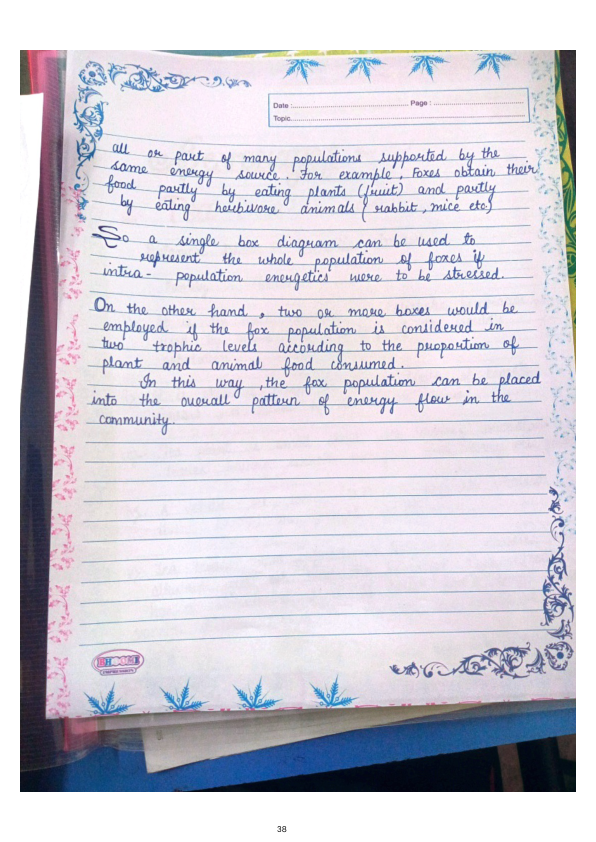 Date : Page :
Topic
all or part of many populations supported by the
same energy source. For example, Foxes obtain their
food partly by eating plants (fruit) and partly
by eating herbivore animals (rabbit, mice etc.)
So a single box diagram can be used to
represent the whole population of foxes if
intra- population energetics were to be stressed.
On the other hand, two or more boxes would be
employed if the fox population is considered in
two trophic levels according to the proportion of
plant and animal food consumed.
In this way, the fox population can be placed
into the overall pattern of energy flow in the
community.
38